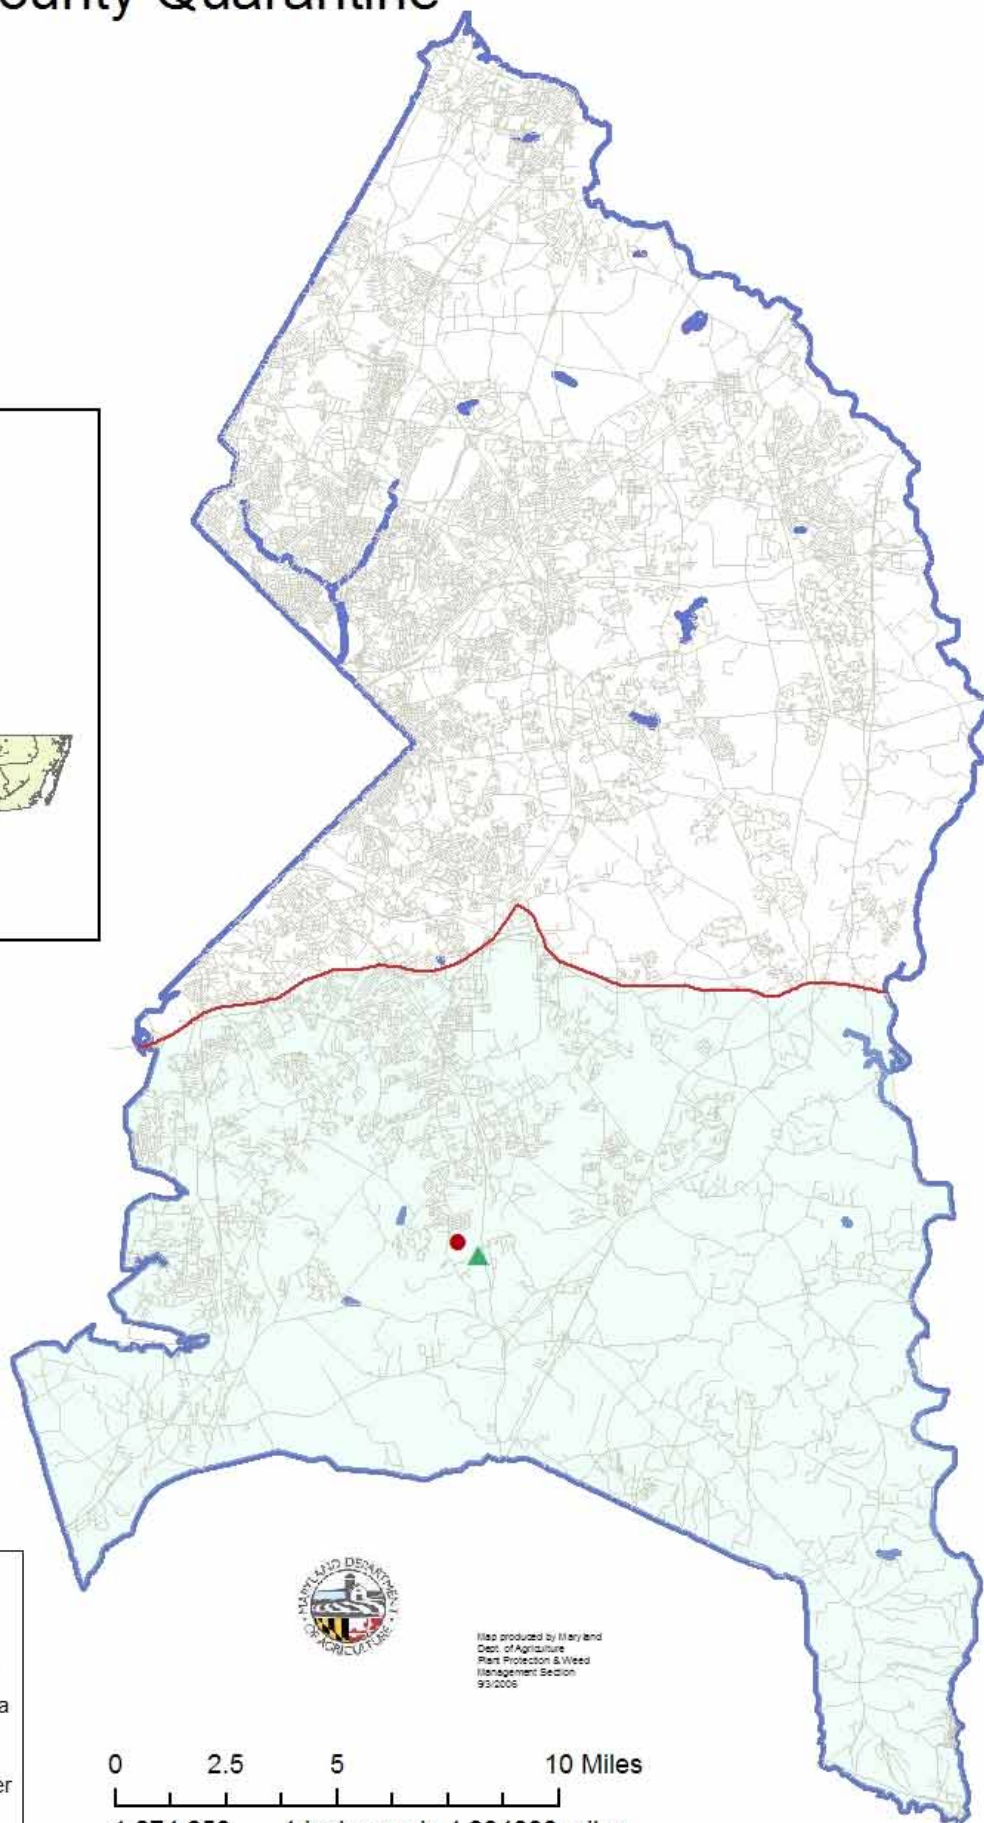 ounty Quarantine
MARYLAND DEPARTMENT
OF AGRICULTURE
Map produced by Maryland
Dept. of Agriculture
Plant Protection & Weed
Management Section
9/3/2006
a
er
0 2.5 5 10 Miles